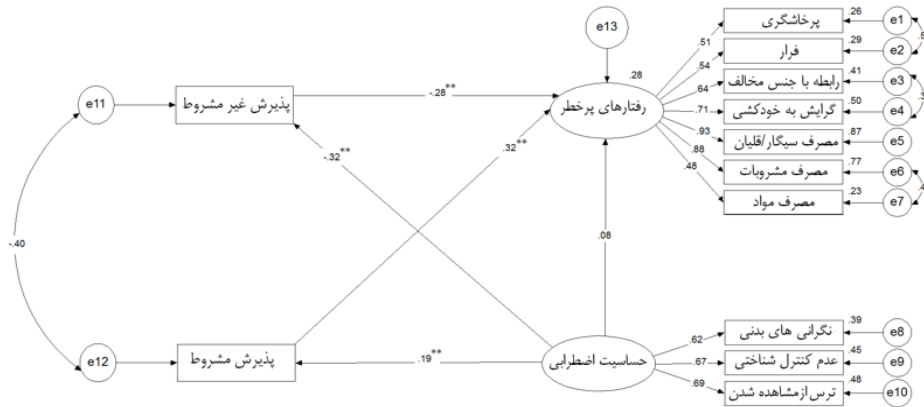 e13
.28
e11
پذیرش غیر مشروط
-.28**
رفتارهای پرخطر
.51
پرخاشگری
.26
e1
.54
فرار
.29
e2
.64
رابطه با جنس مخالف
.41
e3
.71
گرایش به خودکشی
.50
e4
.93
مصرف سیگار/قلیان
.87
e5
.88
مصرف مشروبات
.77
e6
.48
مصرف مواد
.23
e7
-.32**
.32**
-.40
.08
e12
پذیرش مشروط
.19**
حساسیت اضطرابی
.62
نگرانی های بدنی
.39
e8
.67
عدم کنترل شناختی
.45
e9
.69
ترس ازمشاهده شدن
.48
e10